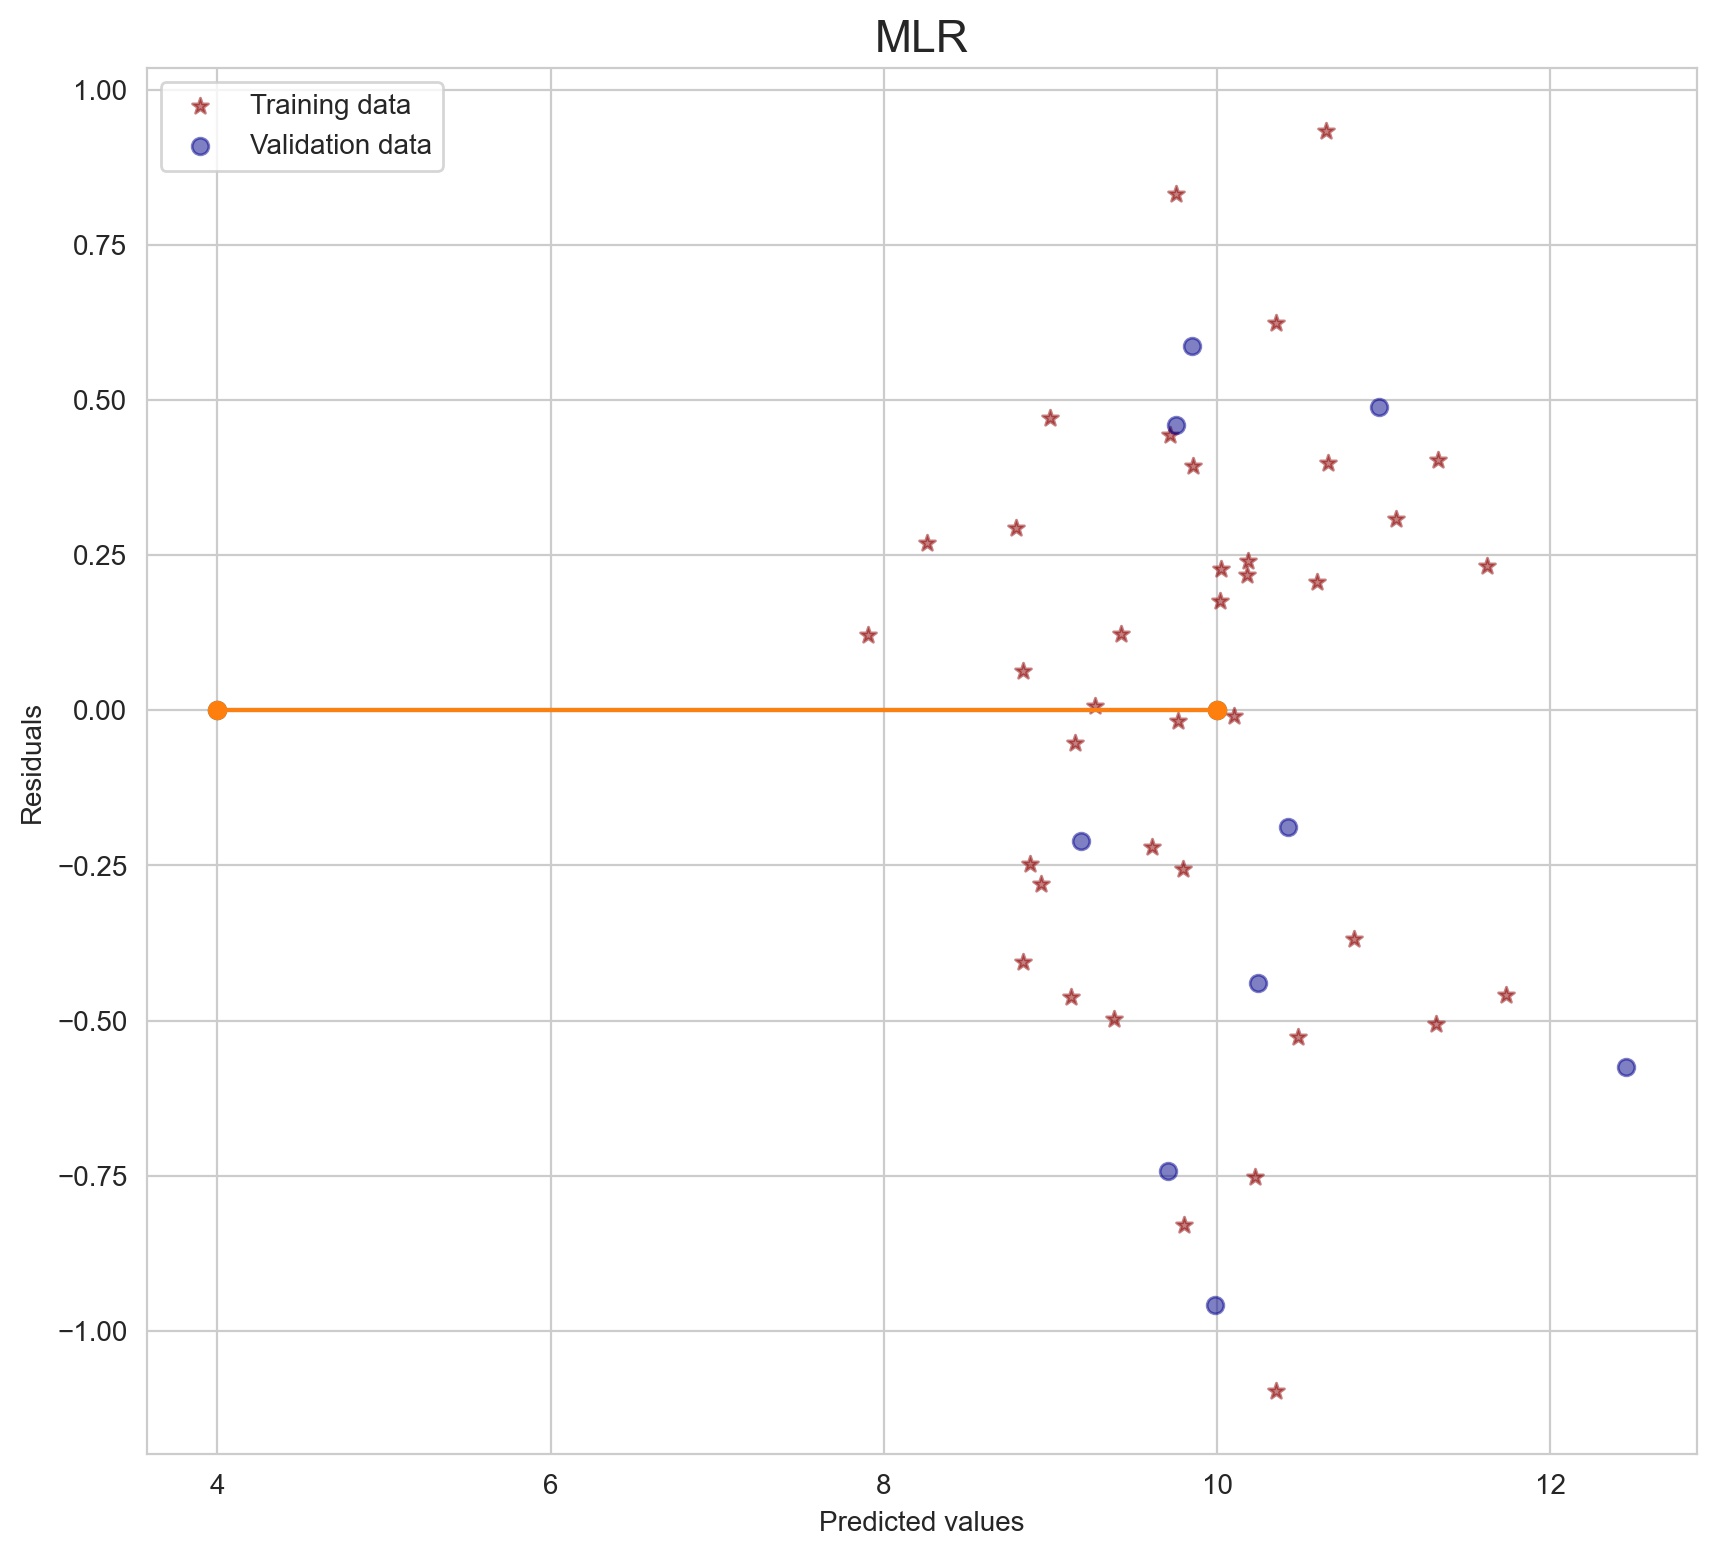 MLR
Training data
Validation data
1.00
0.75
0.50
0.25
0.00
−0.25
−0.50
−0.75
−1.00
Residuals
4 6 8 10 12
Predicted values